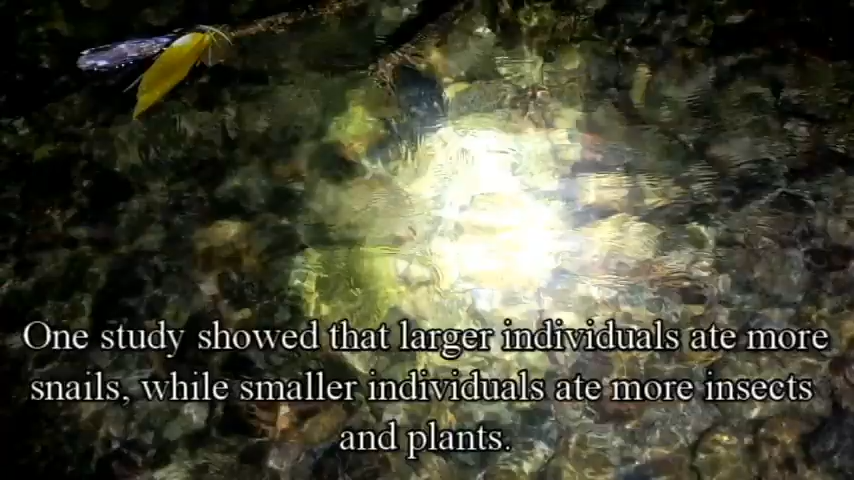 One study showed that larger individuals ate more
snails, while smaller individuals ate more insects
and plants.